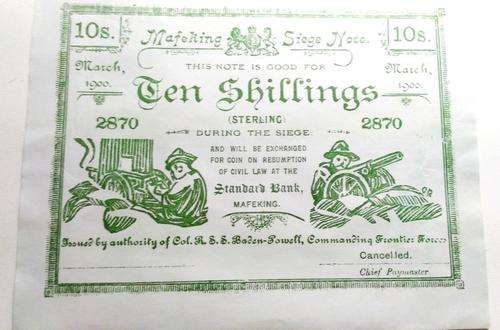 10s. Mafeking Siege Note. 10s.
March, THIS NOTE IS GOOD FOR March,
1900. Ten Shillings 1900.
2870 (STERLING) 2870
DURING THE SIEGE:
AND WILL BE EXCHANGED
FOR COIN ON RESUMPTION
OF CIVIL LAW AT THE
Standard Bank,
MAFEKING.
Issued by authority of Col. R. S. S. Baden-Powell, Commanding Frontier Forces
Cancelled.
Chief Paymaster